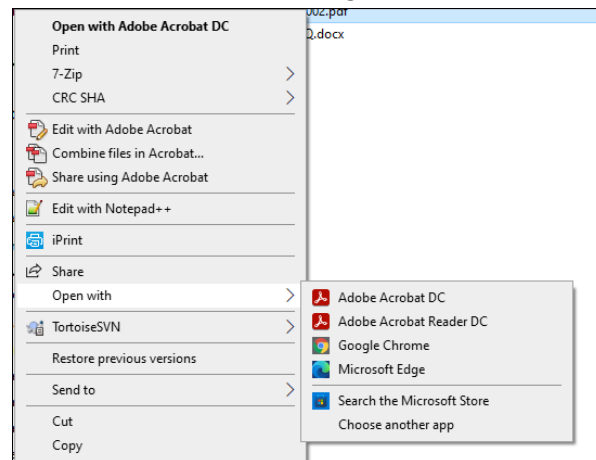 002.pdf
Q.docx
Open with Adobe Acrobat DC
Print
7-Zip
CRC SHA
Edit with Adobe Acrobat
Combine files in Acrobat...
Share using Adobe Acrobat
Edit with Notepad++
iPrint
Share
Open with
TortoiseSVN
Restore previous versions
Send to
Cut
Copy
Adobe Acrobat DC
Adobe Acrobat Reader DC
Google Chrome
Microsoft Edge
Search the Microsoft Store
Choose another app